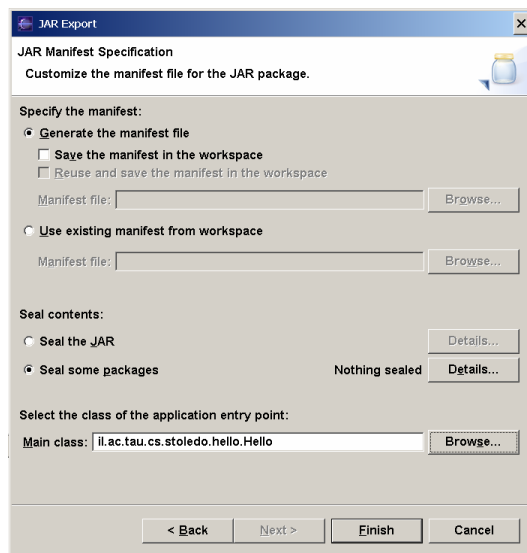 JAR Export
JAR Manifest Specification
Customize the manifest file for the JAR package.
Specify the manifest:
Generate the manifest file
Save the manifest in the workspace
Reuse and save the manifest in the workspace
Manifest file: Browse...
Use existing manifest from workspace
Manifest file: Browse...
Seal contents:
Seal the JAR Details...
Seal some packages Nothing sealed Details...
Select the class of the application entry point:
Main class: il.ac.tau.cs.stoledo.hello.Hello Browse...
< Back Next > Finish Cancel